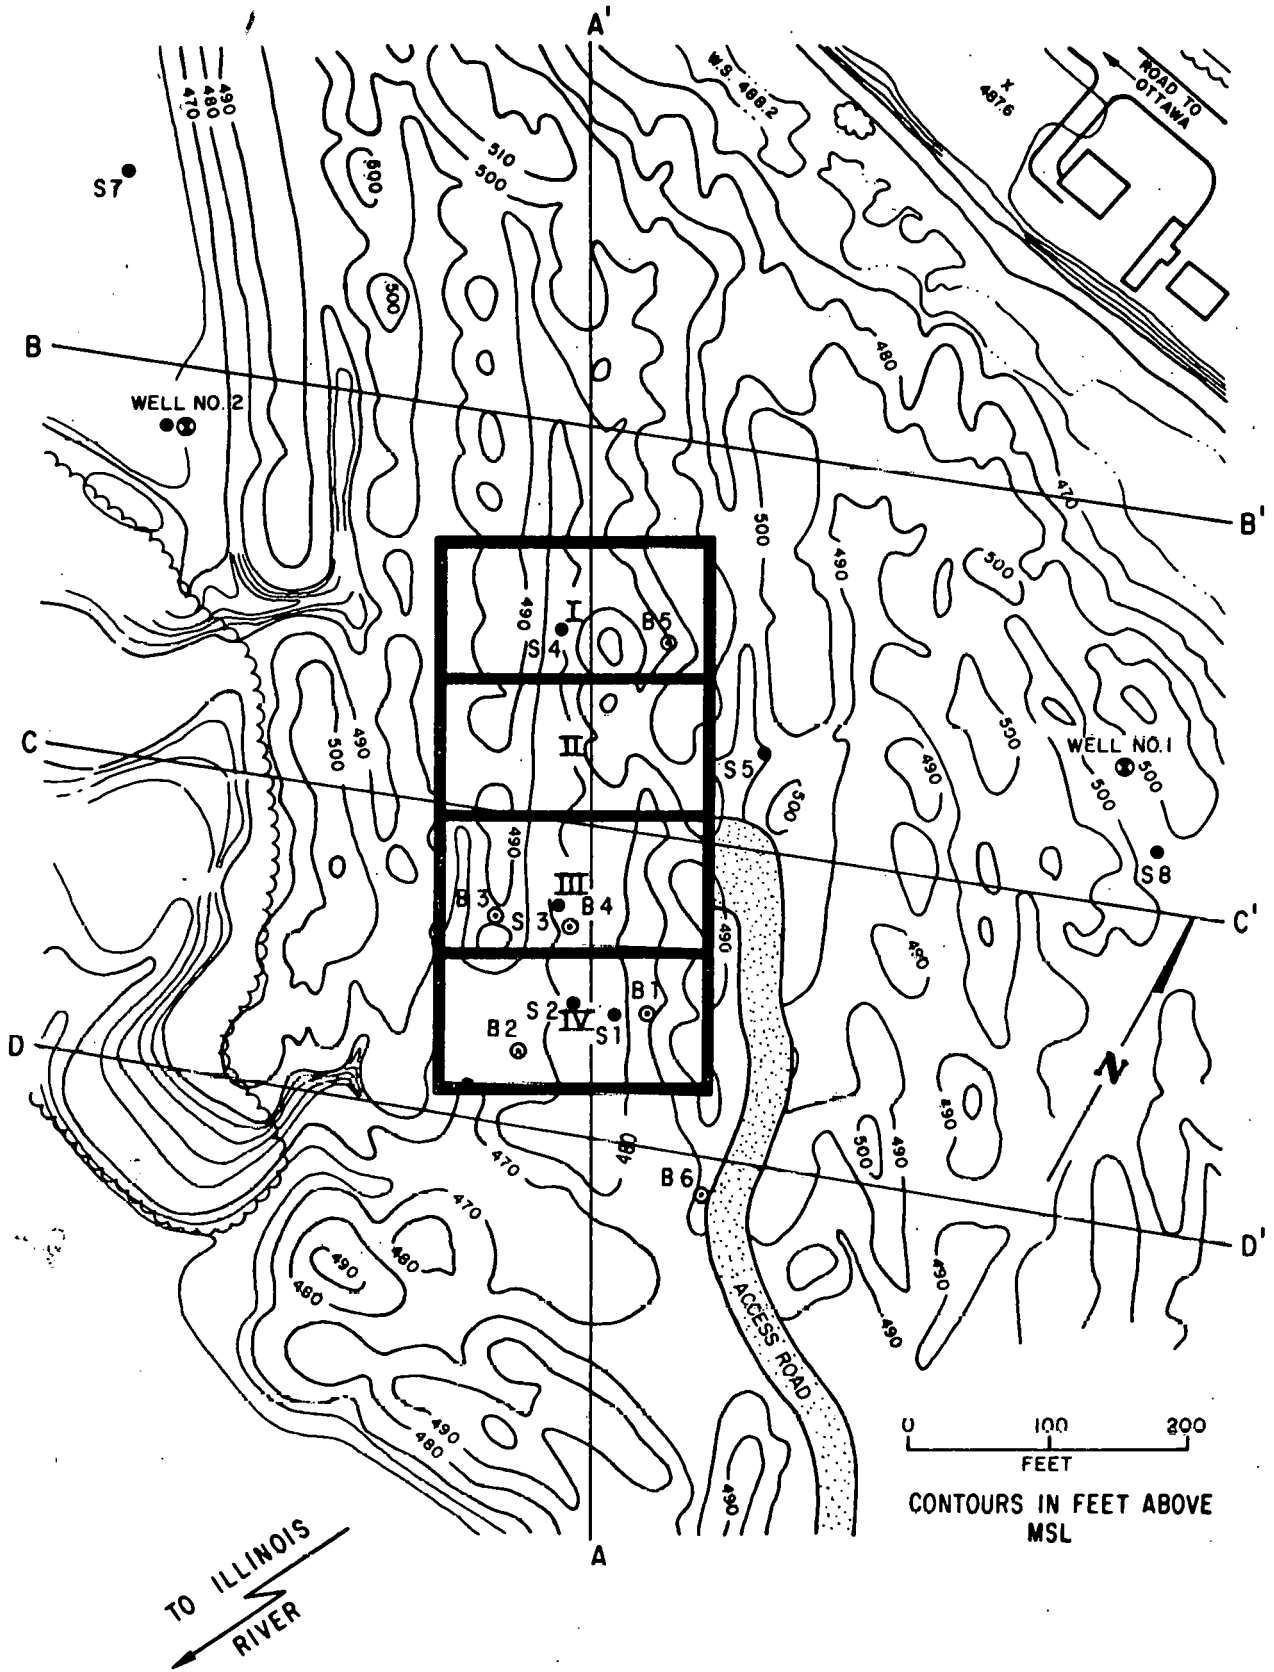 A'
W.S. 488.2
X
487.6
ROAD TO
OTTAWA
470
480
490
S7
510
500
500
500
B
480
WELL NO. 2
470
B'
500
490
500
I
490
B5
S4
C
500
490
II
S5
500
490
500
WELL NO. 1
500
500
490
III
B3
S3
B4
S8
C'
490
490
D
S2
IV
S1
B1
B2
N
490
500
490
470
480
B6
470
D'
490
480
480
490
490
ACCESS ROAD
490
480
490
0 100 200
FEET
CONTOURS IN FEET ABOVE
MSL
A
TO ILLINOIS
RIVER